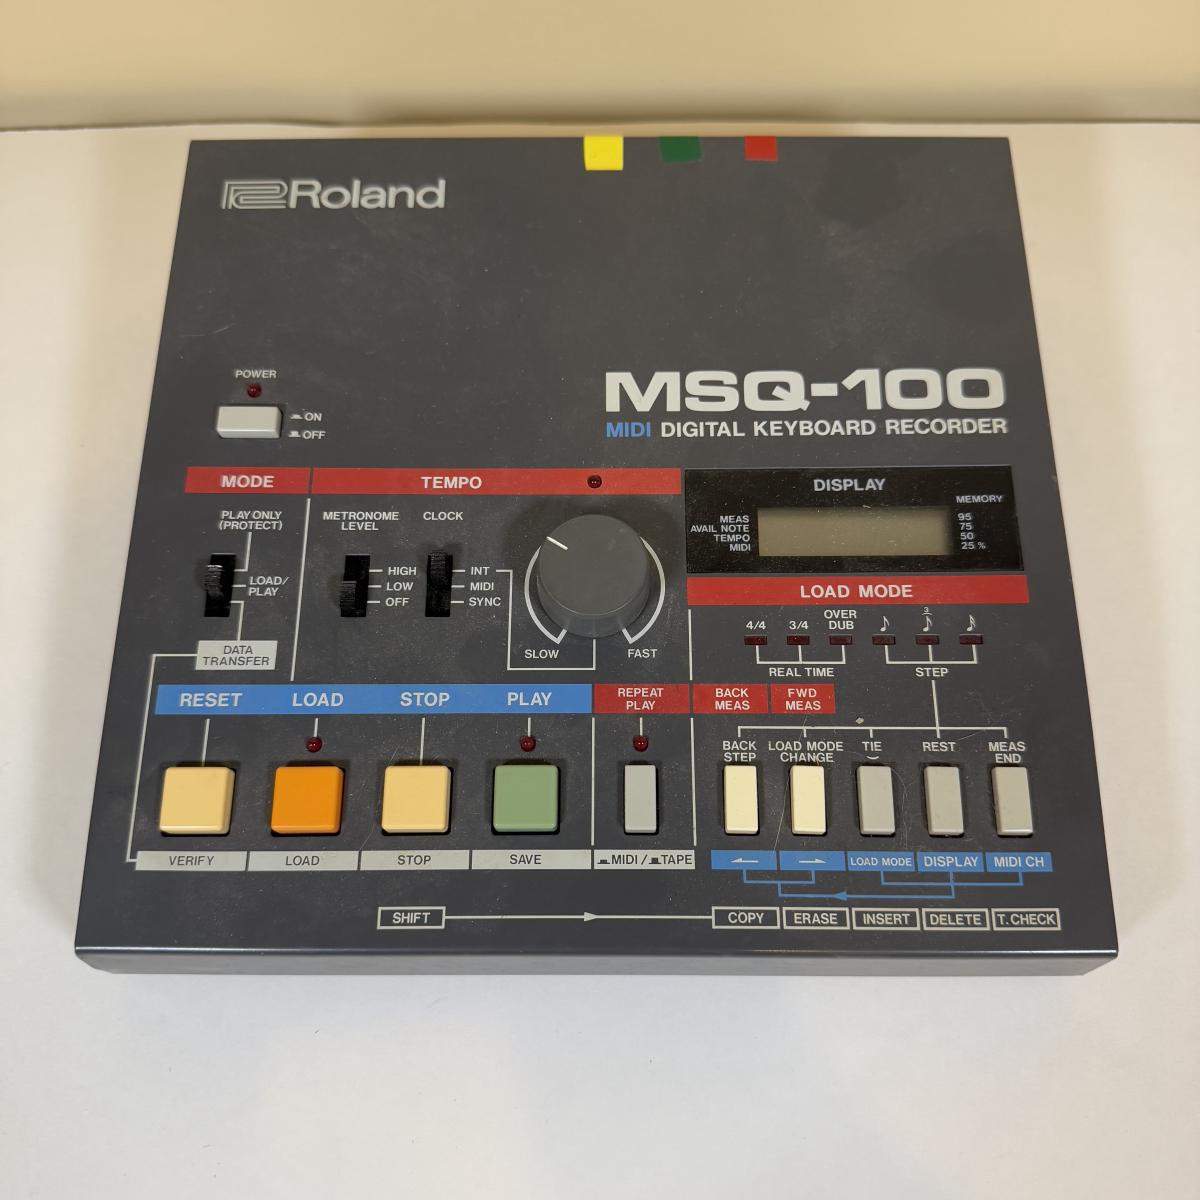 Roland
POWER
ON
OFF
MSQ-100
MIDI DIGITAL KEYBOARD RECORDER
MODE
TEMPO
DISPLAY
MEMORY
PLAY ONLY
(PROTECT)
LOAD/
PLAY
DATA
TRANSFER
METRONOME
LEVEL
HIGH
LOW
OFF
CLOCK
INT
MIDI
SYNC
SLOW
FAST
MEAS
AVAIL NOTE
TEMPO
MIDI
95
75
50
25 %
LOAD MODE
4/4
3/4
OVER
DUB
3
REAL TIME
STEP
RESET
LOAD
STOP
PLAY
REPEAT
PLAY
BACK
MEAS
FWD
MEAS
BACK
STEP
LOAD MODE
CHANGE
TIE
REST
MEAS
END
VERIFY
LOAD
STOP
SAVE
MIDI / TAPE
LOAD MODE
DISPLAY
MIDI CH
SHIFT
COPY
ERASE
INSERT
DELETE
T.CHECK